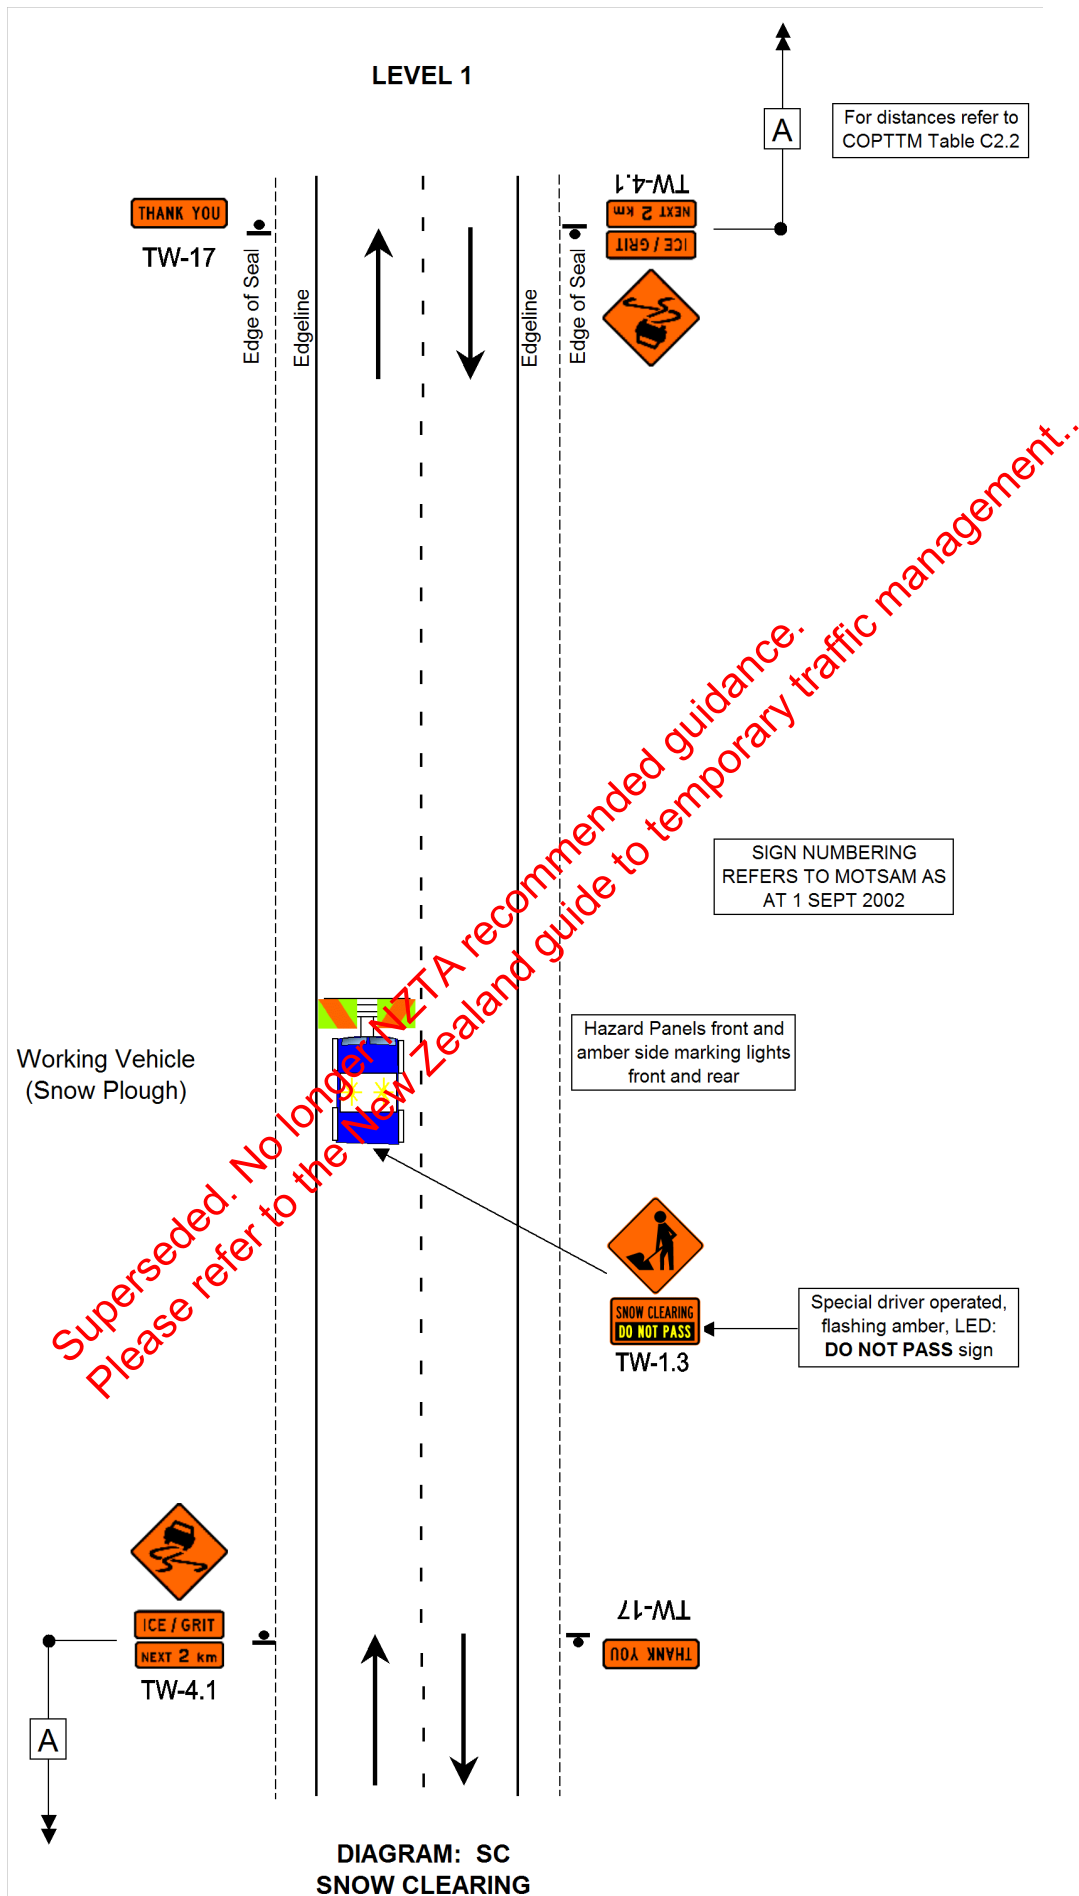 LEVEL 1
A
For distances refer to
COPTTM Table C2.2
THANK YOU
TW-17
Edge of Seal
Edgeline
Edgeline
Edge of Seal
TW-4.1
NEXT 2 km
ICE / GRIT
Superseded. No longer NZTA recommended guidance.
Please refer to the New Zealand guide to temporary traffic management..
SIGN NUMBERING
REFERS TO MOTSAM AS
AT 1 SEPT 2002
Working Vehicle
(Snow Plough)
Hazard Panels front and
amber side marking lights
front and rear
SNOW CLEARING
DO NOT PASS
TW-1.3
Special driver operated,
flashing amber, LED:
DO NOT PASS sign
ICE / GRIT
NEXT 2 km
TW-4.1
TW-17
THANK YOU
A
DIAGRAM: SC
SNOW CLEARING